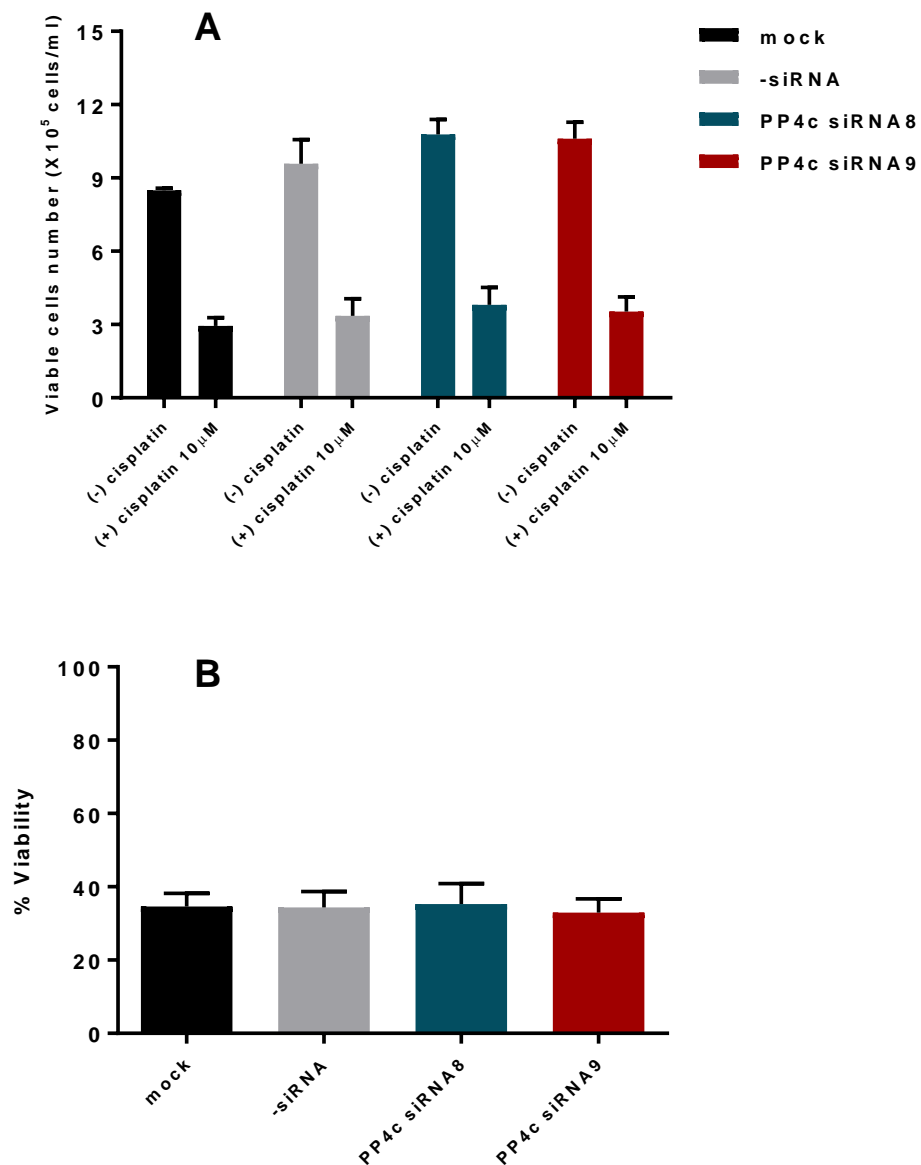 A
Viable cells number (X10⁵ cells/ml)
15
12
9
6
3
0
(-) cisplatin
(+) cisplatin 10μM
(-) cisplatin
(+) cisplatin 10μM
(-) cisplatin
(+) cisplatin 10μM
(-) cisplatin
(+) cisplatin 10μM
mock
-siRNA
PP4c siRNA8
PP4c siRNA9
B
% Viability
100
80
60
40
20
0
mock
-siRNA
PP4c siRNA8
PP4c siRNA9